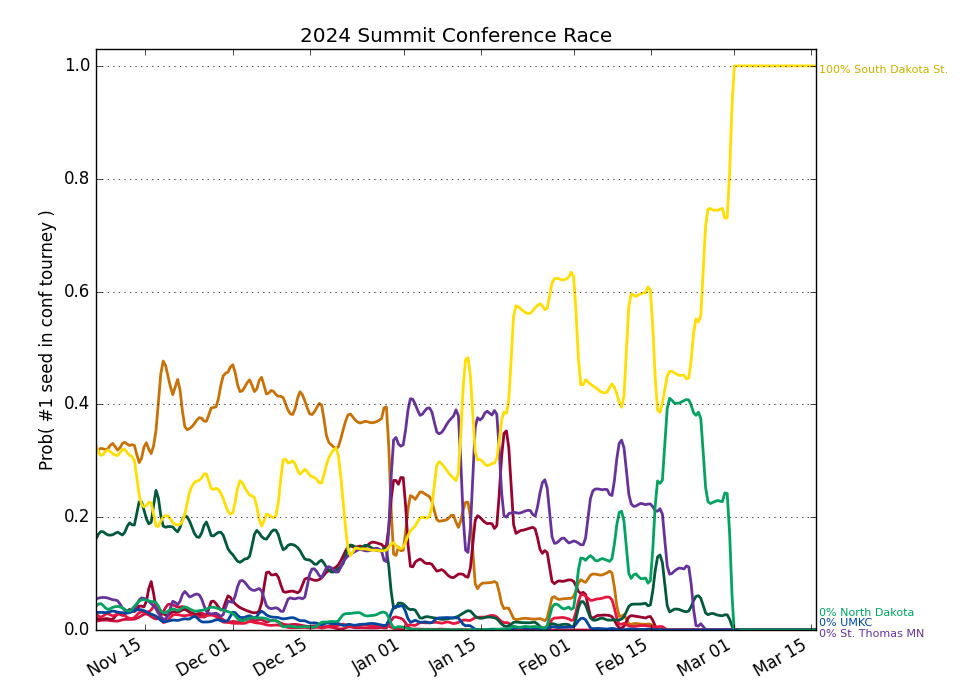 2024 Summit Conference Race
Prob( #1 seed in conf tourney )
1.0
0.8
0.6
0.4
0.2
0.0
100% South Dakota St.
0% North Dakota
0% UMKC
0% St. Thomas MN
Nov 15
Dec 01
Dec 15
Jan 01
Jan 15
Feb 01
Feb 15
Mar 01
Mar 15